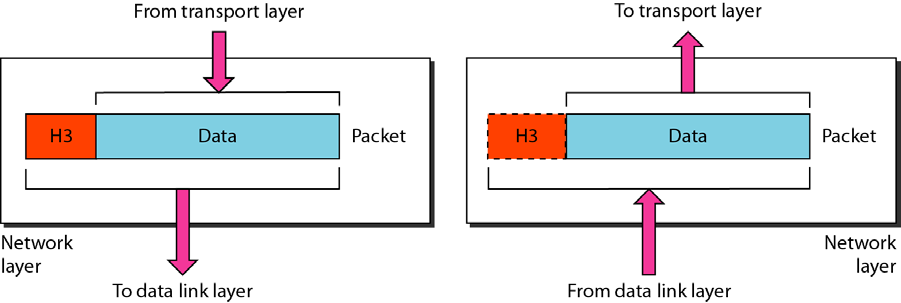 From transport layer
H3
Data
Packet
Network
layer
To data link layer
To transport layer
H3
Data
Packet
Network
layer
From data link layer